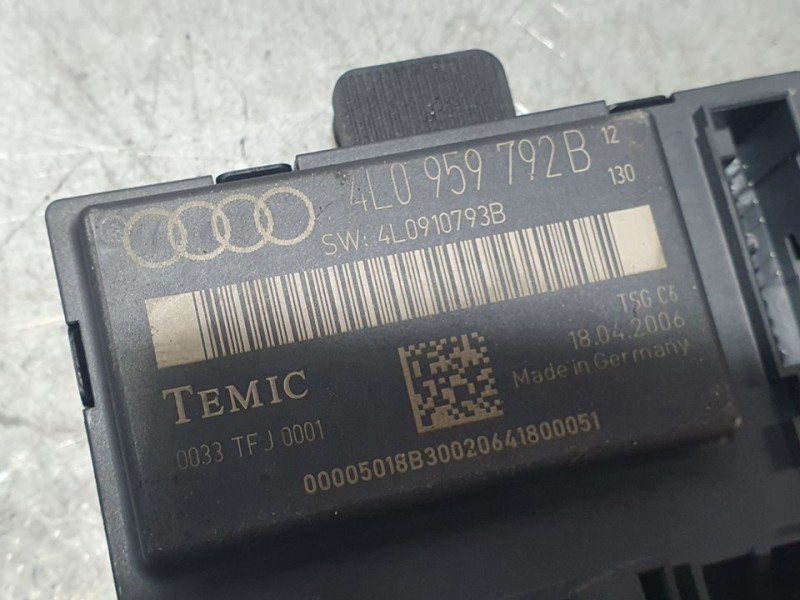 4L0 959 792B 12
130
SW: 4L0910793B
T5G C6
18.04.2006
Made in Germany
TEMIC
0033 TFJ 0001
00005018B30020641800051